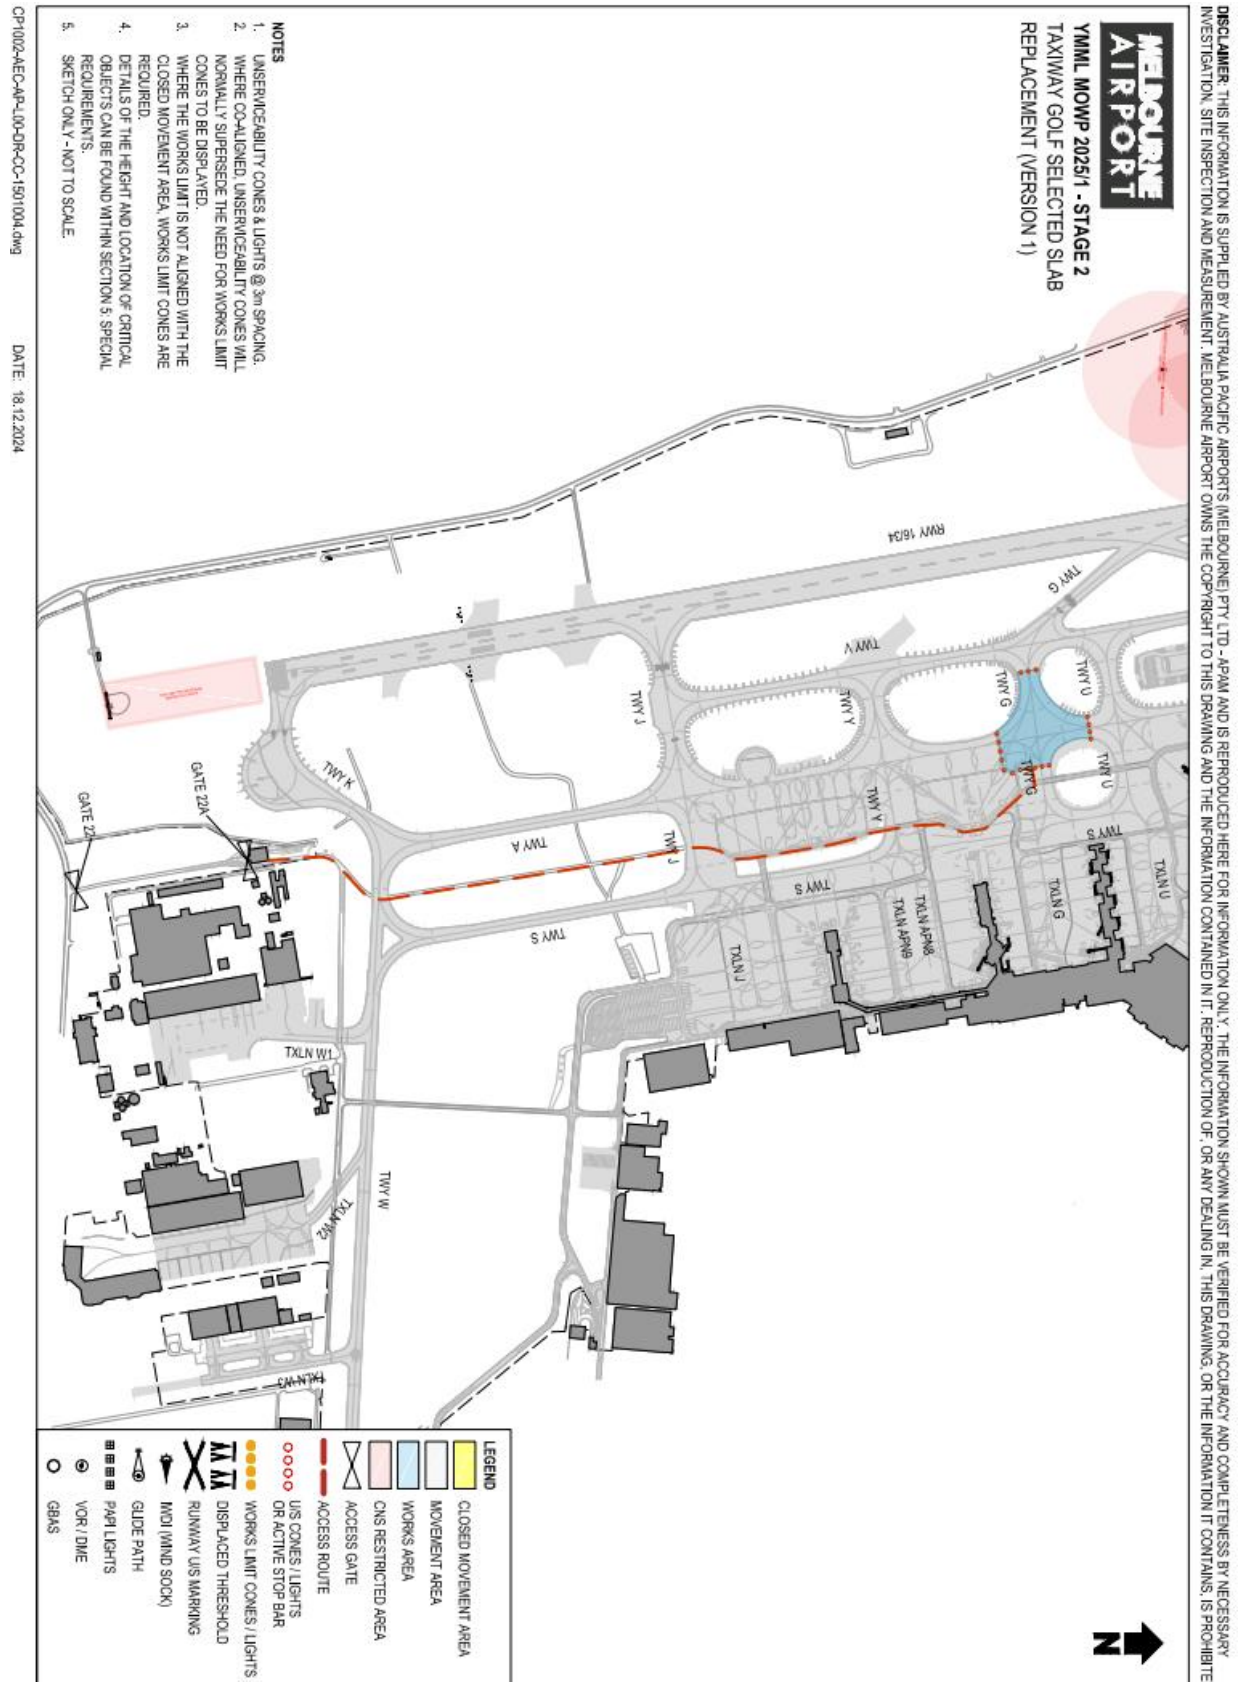 DISCLAIMER: THIS INFORMATION IS SUPPLIED BY AUSTRALIA PACIFIC AIRPORTS (MELBOURNE) PTY LTD - APAM AND IS REPRODUCED HERE FOR INFORMATION ONLY. THE INFORMATION SHOWN MUST BE VERIFIED FOR ACCURACY AND COMPLETENESS BY NECESSARY
INVESTIGATION, SITE INSPECTION AND MEASUREMENT. MELBOURNE AIRPORT OWNS THE COPYRIGHT TO THIS DRAWING AND THE INFORMATION CONTAINED IN IT. REPRODUCTION OF, OR ANY DEALING IN, THIS DRAWING, OR THE INFORMATION IT CONTAINS, IS PROHIBITE
MELBOURNE
AIRPORT
YMML MOWP 2025/1 - STAGE 2
TAXIWAY GOLF SELECTED SLAB
REPLACEMENT (VERSION 1)
N
RWY 16/34
TWY G
TWY V
TWY U
TWY G
TWY U
TWY G
TWY Y
TWY J
TWY Y
TWY S
TXLN U
TXLN G
TWY K
TWY A
TWY J
TWY S
TXLN APN8
TXLN APN9
TXLN J
TWY S
GATE 22A
GATE 22
TXLN W1
TWY W
TXLN W2
TXLN W3
NOTES
1. UNSERVICEABILITY CONES & LIGHTS @ 3m SPACING.
2. WHERE CO-ALIGNED, UNSERVICEABILITY CONES WILL
NORMALLY SUPERSEDE THE NEED FOR WORKS LIMIT
CONES TO BE DISPLAYED.
3. WHERE THE WORKS LIMIT IS NOT ALIGNED WITH THE
CLOSED MOVEMENT AREA, WORKS LIMIT CONES ARE
REQUIRED.
4. DETAILS OF THE HEIGHT AND LOCATION OF CRITICAL
OBJECTS CAN BE FOUND WITHIN SECTION 5: SPECIAL
REQUIREMENTS.
5. SKETCH ONLY - NOT TO SCALE.
LEGEND
CLOSED MOVEMENT AREA
MOVEMENT AREA
WORKS AREA
CNS RESTRICTED AREA
ACCESS GATE
ACCESS ROUTE
U/S CONES / LIGHTS
OR ACTIVE STOP BAR
WORKS LIMIT CONES / LIGHTS
DISPLACED THRESHOLD
RUNWAY U/S MARKING
IWDI (WIND SOCK)
GLIDE PATH
PAPI LIGHTS
VOR / DME
GBAS
CP1002-AEC-AP-L00-DR-CC-1501004.dwg
DATE: 18.12.2024